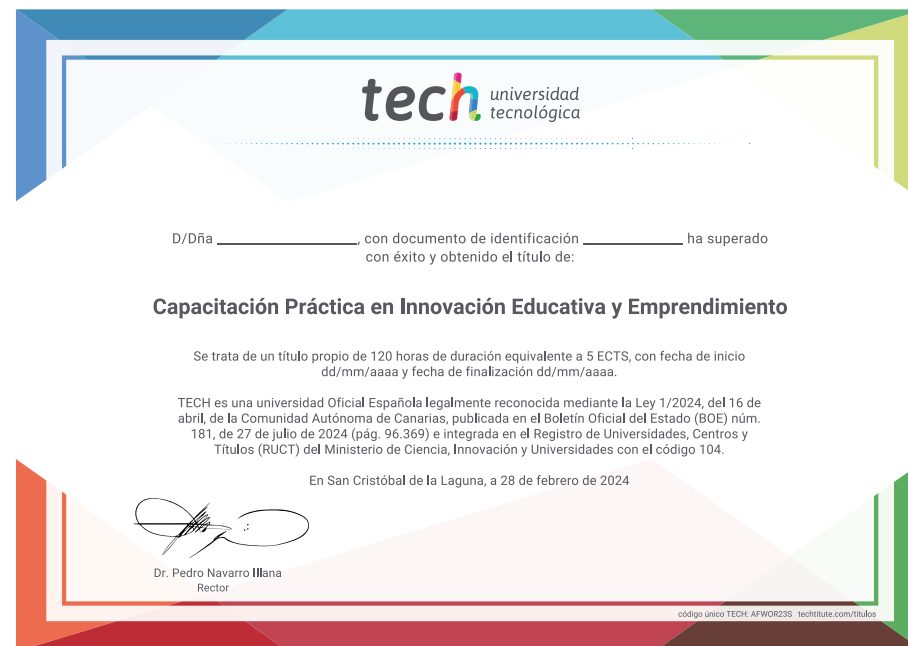 tech universidad
tecnológica
D/Dña ____________________, con documento de identificación ______________ ha superado
con éxito y obtenido el título de:
Capacitación Práctica en Innovación Educativa y Emprendimiento
Se trata de un título propio de 120 horas de duración equivalente a 5 ECTS, con fecha de inicio
dd/mm/aaaa y fecha de finalización dd/mm/aaaa.
TECH es una universidad Oficial Española legalmente reconocida mediante la Ley 1/2024, del 16 de
abril, de la Comunidad Autónoma de Canarias, publicada en el Boletín Oficial del Estado (BOE) núm.
181, de 27 de julio de 2024 (pág. 96.369) e integrada en el Registro de Universidades, Centros y
Títulos (RUCT) del Ministerio de Ciencia, Innovación y Universidades con el código 104.
En San Cristóbal de la Laguna, a 28 de febrero de 2024
Dr. Pedro Navarro Illana
Rector
código único TECH: AFWOR23S techtitute.com/titulos